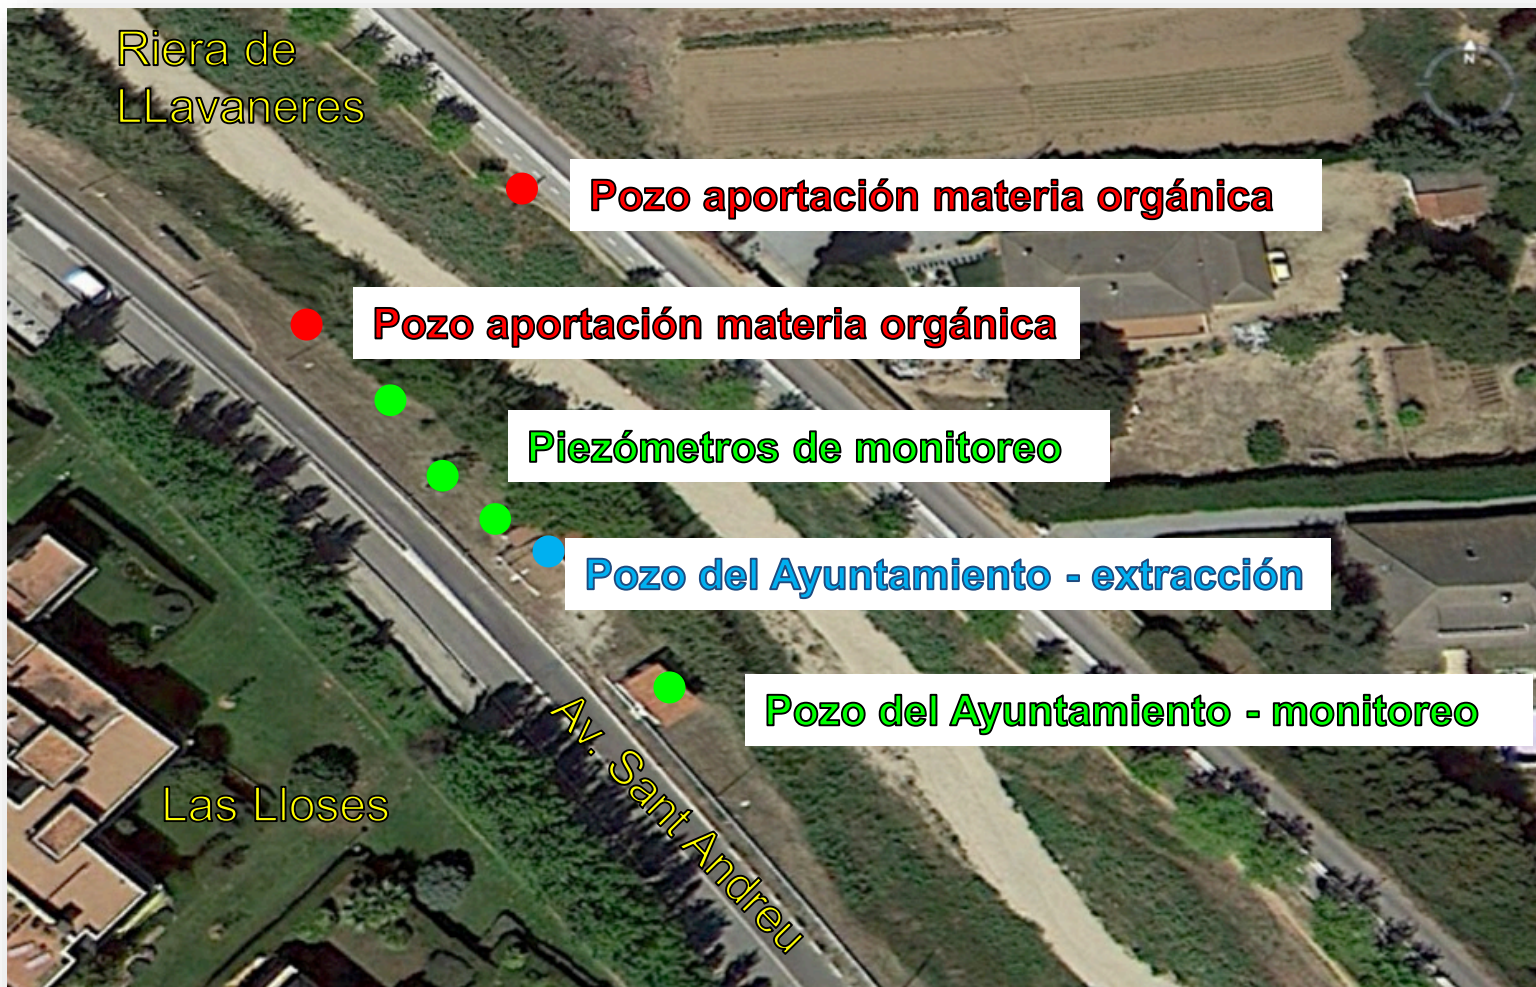 Riera de
LLavaneres
N
Pozo aportación materia orgánica
Pozo aportación materia orgánica
Piezómetros de monitoreo
Pozo del Ayuntamiento - extracción
Pozo del Ayuntamiento - monitoreo
Av. Sant Andreu
Las Lloses